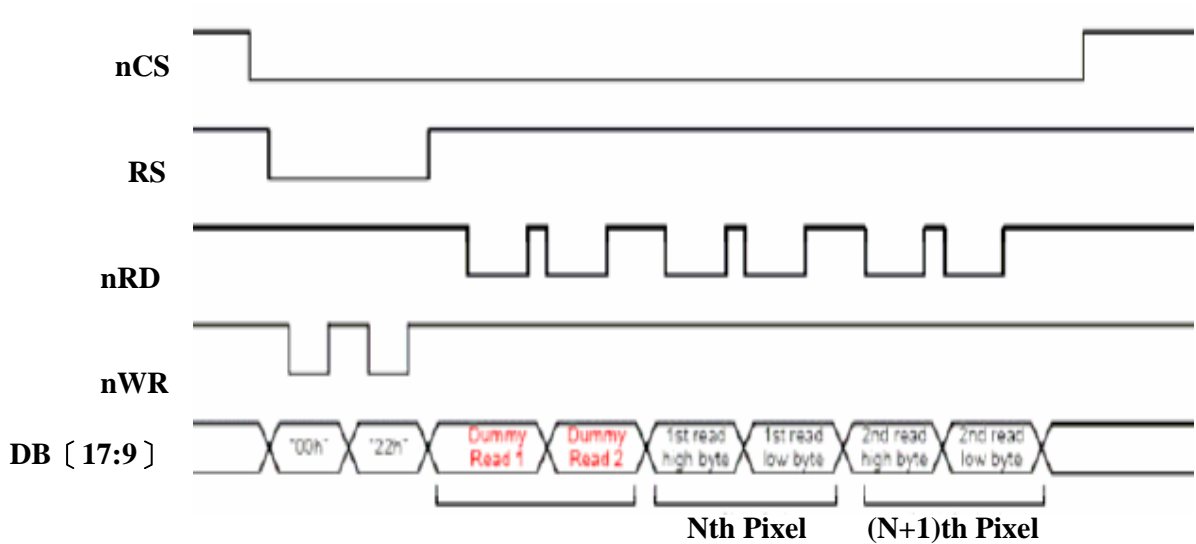 nCS
RS
nRD
nWR
DB〔17:9〕
"00h"
"22h"
Dummy
Read 1
Dummy
Read 2
1st read
high byte
1st read
low byte
2nd read
high byte
2nd read
low byte
Nth Pixel
(N+1)th Pixel